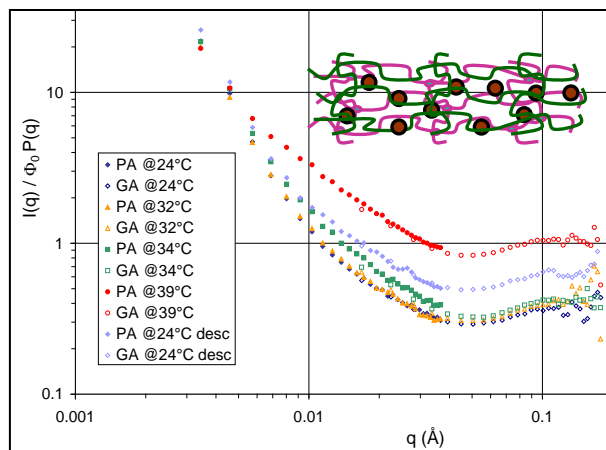 I(q) / Φ₀ P(q)
10
1
0.1
PA @24°C
GA @24°C
PA @32°C
GA @32°C
PA @34°C
GA @34°C
PA @39°C
GA @39°C
PA @24°C desc
GA @24°C desc
0.001
0.01
0.1
q (Å)